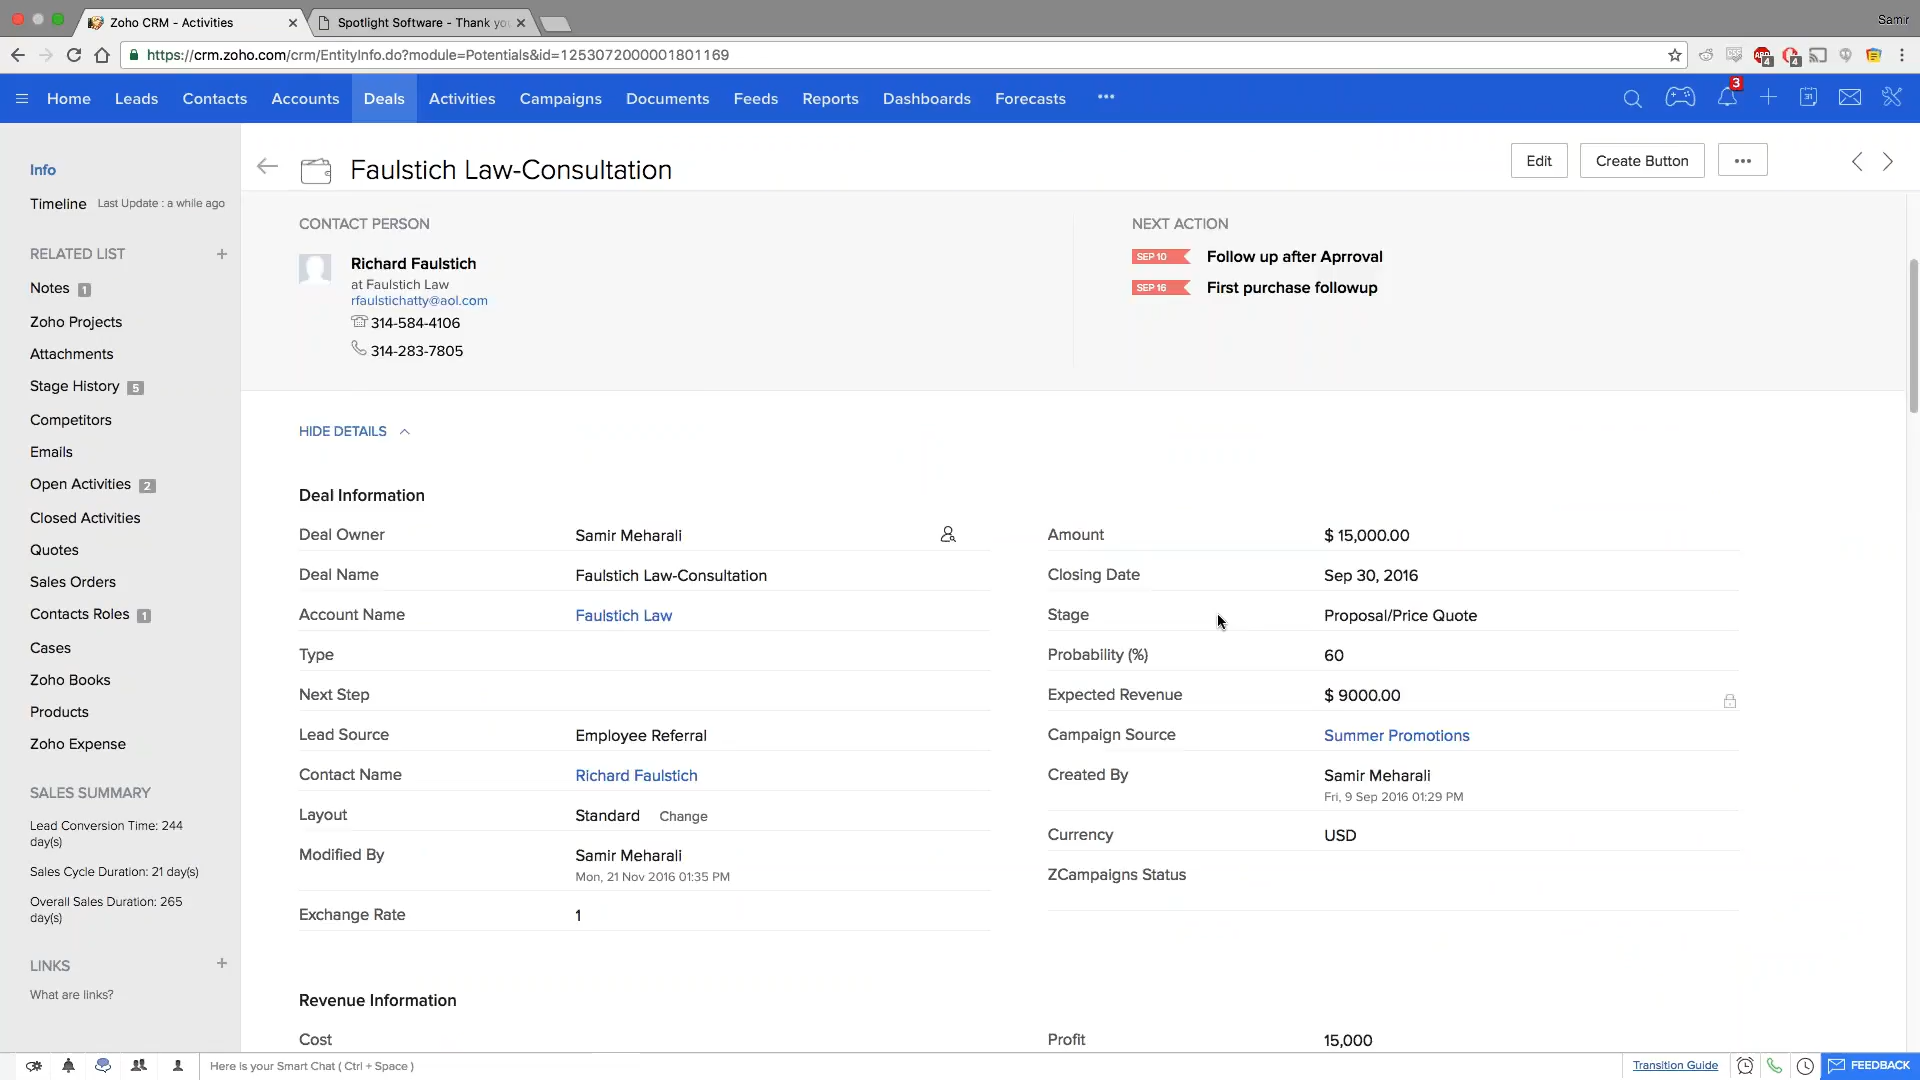 Zoho CRM - Activities
Spotlight Software - Thank yo
Samir
https://crm.zoho.com/crm/EntityInfo.do?module=Potentials&id=1253072000001801169
Home Leads Contacts Accounts Deals Activities Campaigns Documents Feeds Reports Dashboards Forecasts ••• 3
Info
Timeline Last Update : a while ago
RELATED LIST +
Notes 1
Zoho Projects
Attachments
Stage History 5
Competitors
Emails
Open Activities 2
Closed Activities
Quotes
Sales Orders
Contacts Roles 1
Cases
Zoho Books
Products
Zoho Expense
SALES SUMMARY
Lead Conversion Time: 244
day(s)
Sales Cycle Duration: 21 day(s)
Overall Sales Duration: 265
day(s)
LINKS +
What are links?
Faulstich Law-Consultation
Edit Create Button •••
CONTACT PERSON
Richard Faulstich
at Faulstich Law
rfaulstichatty@aol.com
314-584-4106
314-283-7805
NEXT ACTION
SEP 10 Follow up after Aprroval
SEP 16 First purchase followup
HIDE DETAILS
Deal Information
Deal Owner Samir Meharali
Deal Name Faulstich Law-Consultation
Account Name Faulstich Law
Type
Next Step
Lead Source Employee Referral
Contact Name Richard Faulstich
Layout Standard Change
Modified By Samir Meharali
Mon, 21 Nov 2016 01:35 PM
Exchange Rate 1
Amount $ 15,000.00
Closing Date Sep 30, 2016
Stage Proposal/Price Quote
Probability (%) 60
Expected Revenue $ 9000.00
Campaign Source Summer Promotions
Created By Samir Meharali
Fri, 9 Sep 2016 01:29 PM
Currency USD
ZCampaigns Status
Revenue Information
Cost
Profit 15,000
Here is your Smart Chat ( Ctrl + Space )
Transition Guide
FEEDBACK